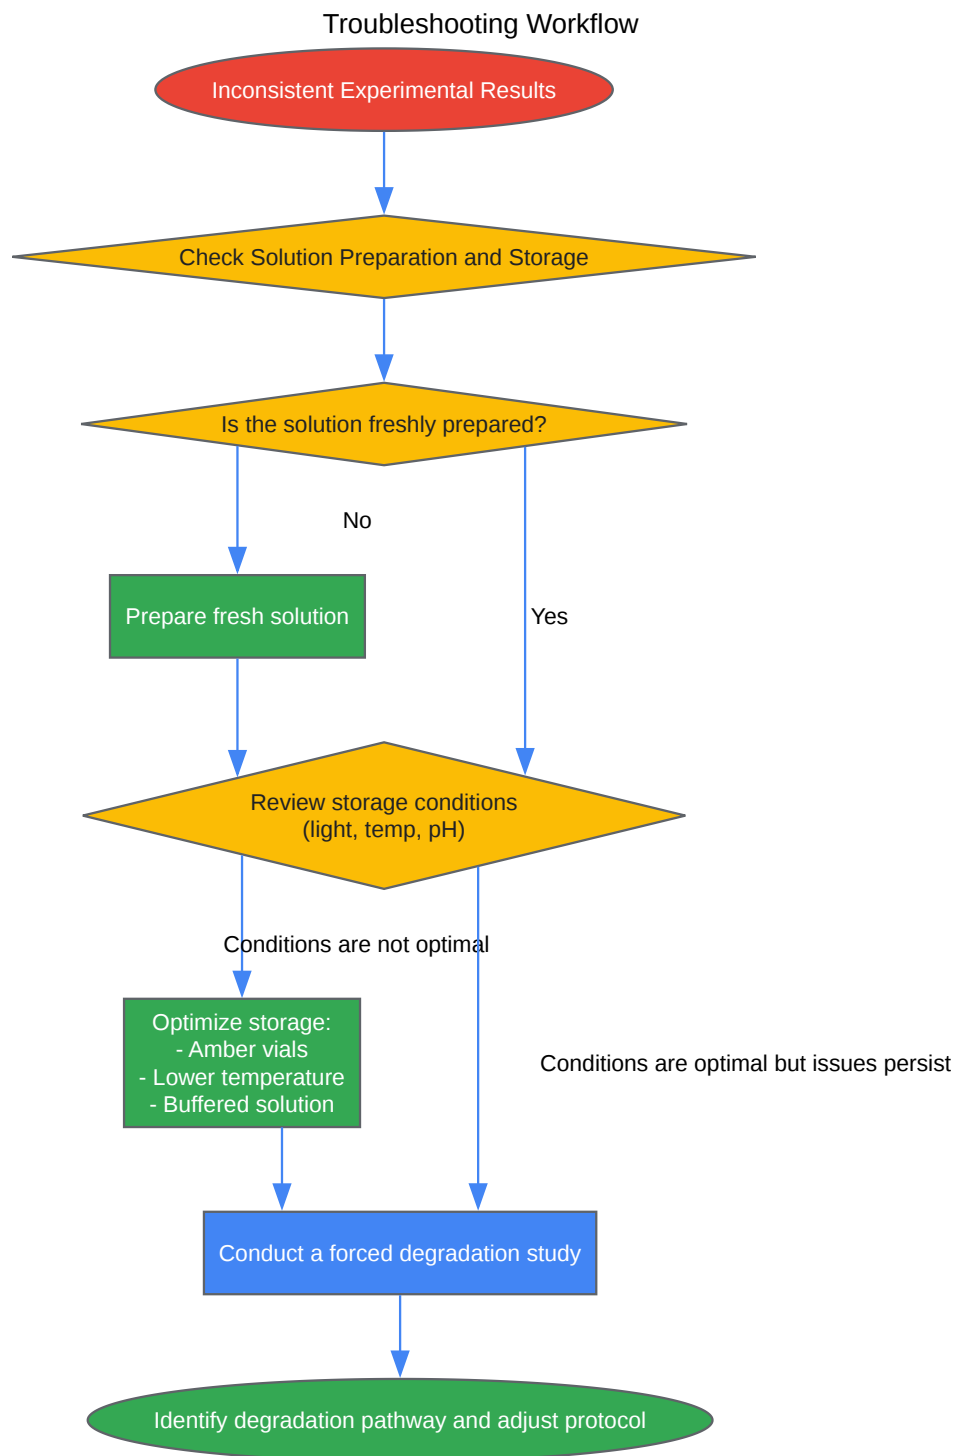 Troubleshooting Workflow
Inconsistent Experimental Results
Check Solution Preparation and Storage
Is the solution freshly prepared?
No
Prepare fresh solution
Yes
Review storage conditions
(light, temp, pH)
Conditions are not optimal
Optimize storage:
- Amber vials
- Lower temperature
- Buffered solution
Conditions are optimal but issues persist
Conduct a forced degradation study
Identify degradation pathway and adjust protocol